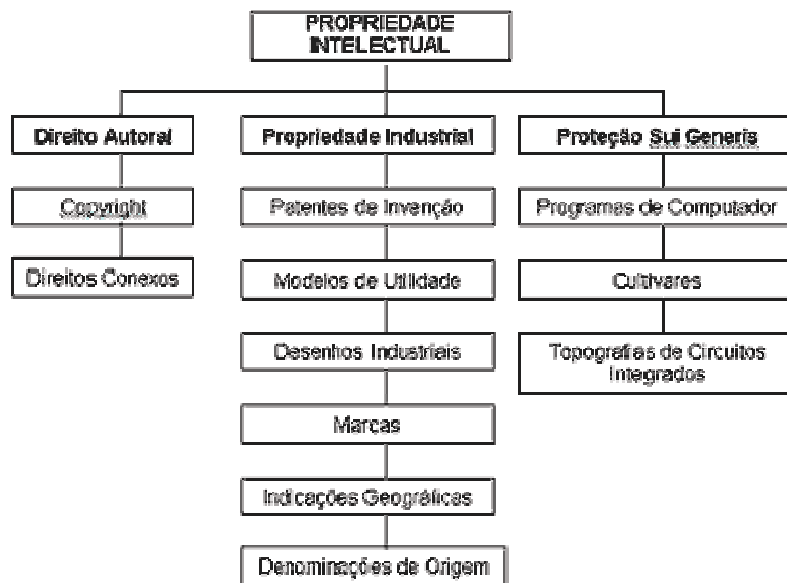 PROPRIEDADE
INTELECTUAL
Direito Autoral
Copyright
Direitos Conexos
Propriedade Industrial
Patentes de Invenção
Modelos de Utilidade
Desenhos Industriais
Marcas
Indicações Geográficas
Denominações de Origem
Proteção Sui Generis
Programas de Computador
Cultivares
Topografias de Circuitos
Integrados